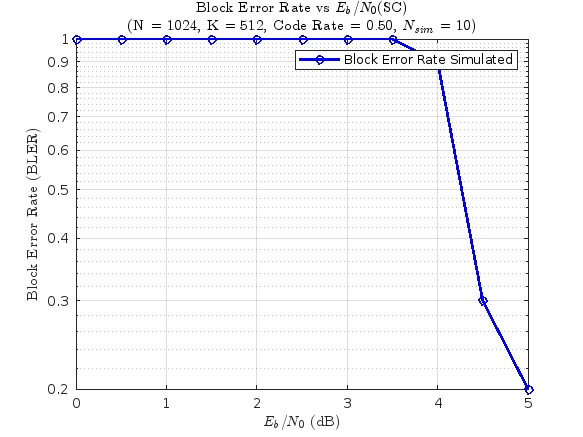 Block Error Rate vs E_b/N_0(SC)
(N = 1024, K = 512, Code Rate = 0.50, N_sim = 10)
Block Error Rate Simulated
Block Error Rate (BLER)
1
0.9
0.8
0.7
0.6
0.5
0.4
0.3
0.2
0 1 2 3 4 5
E_b/N_0 (dB)